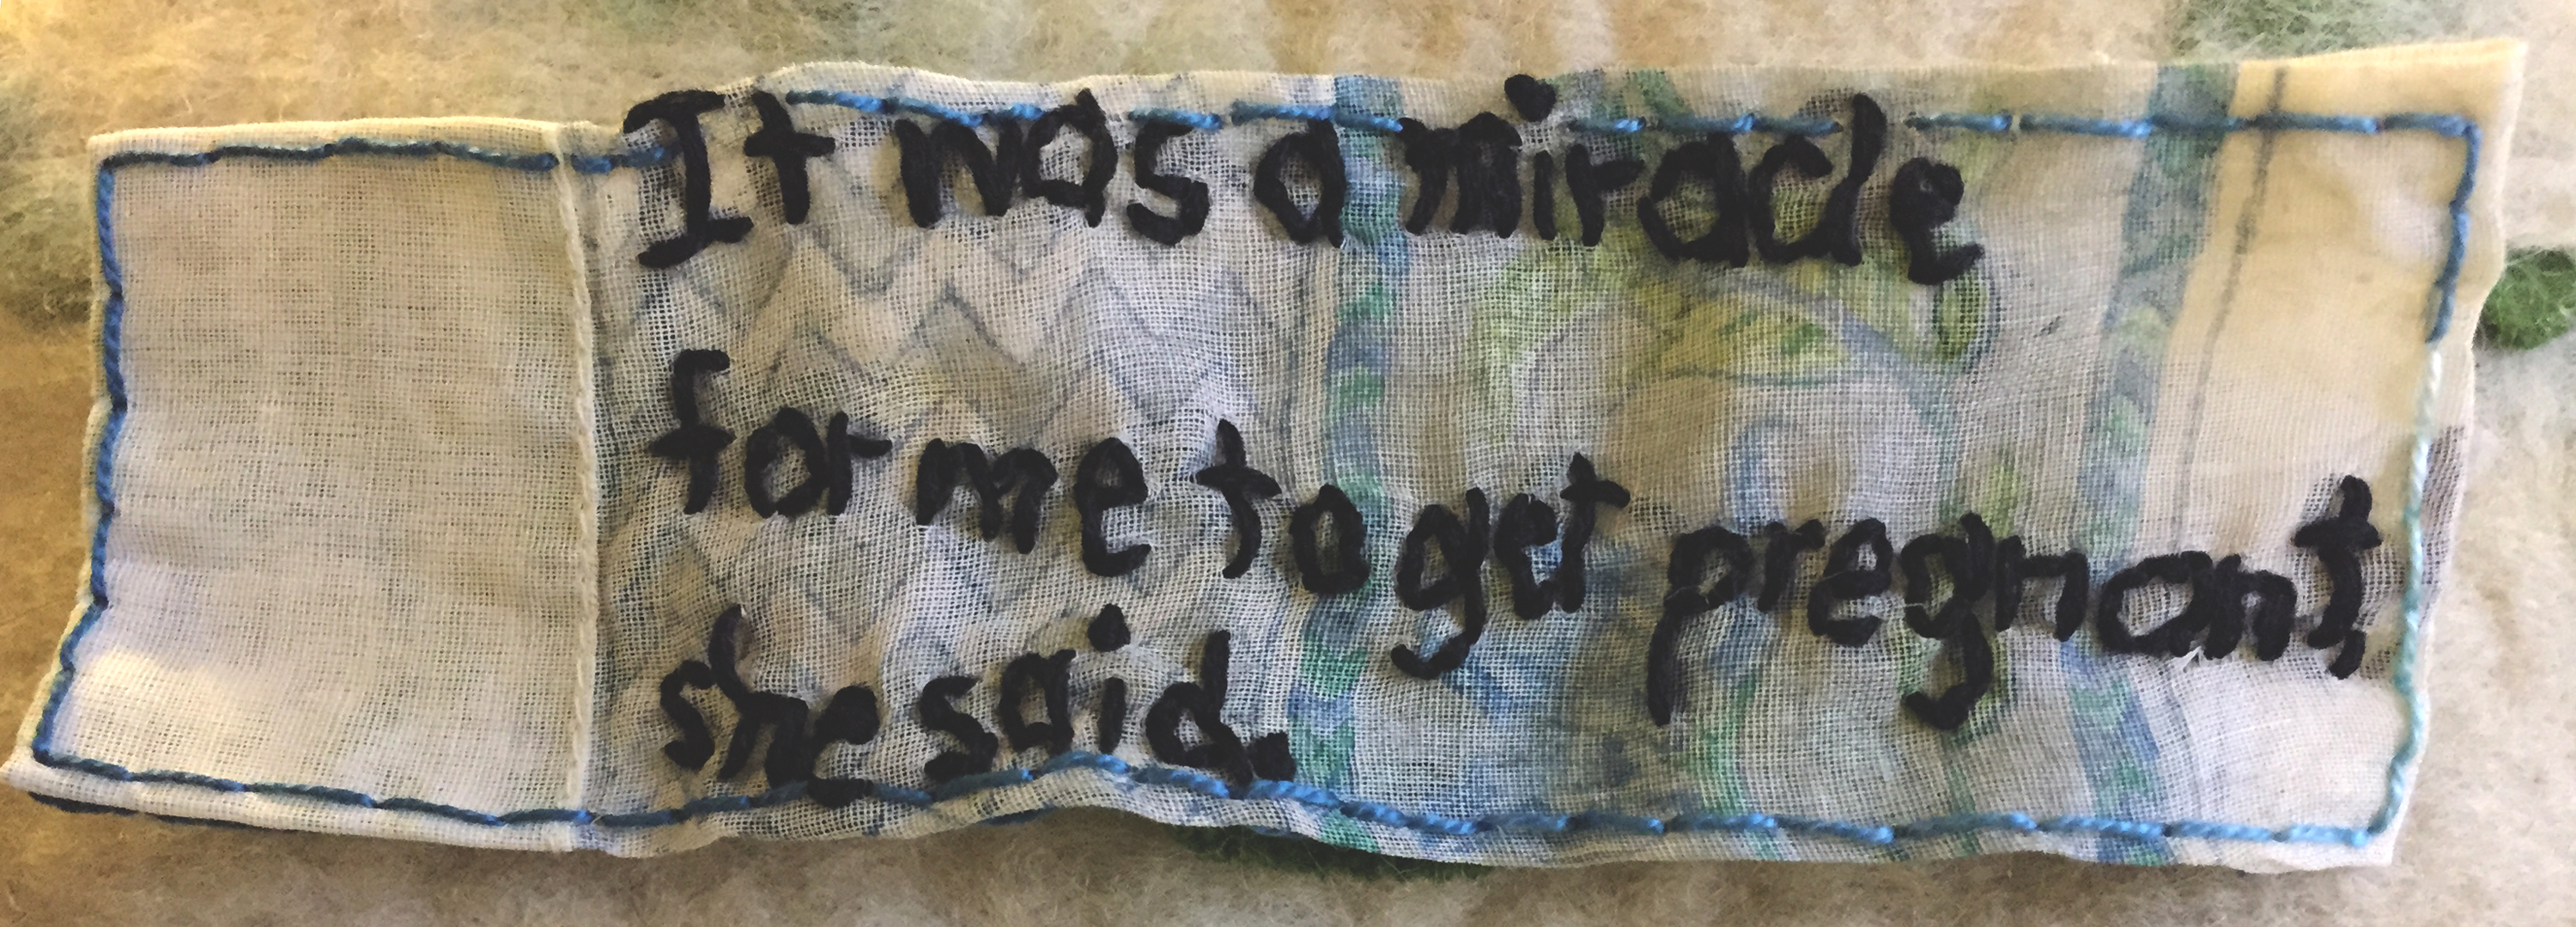 It was a miracle
for me to get pregnant,
she said.